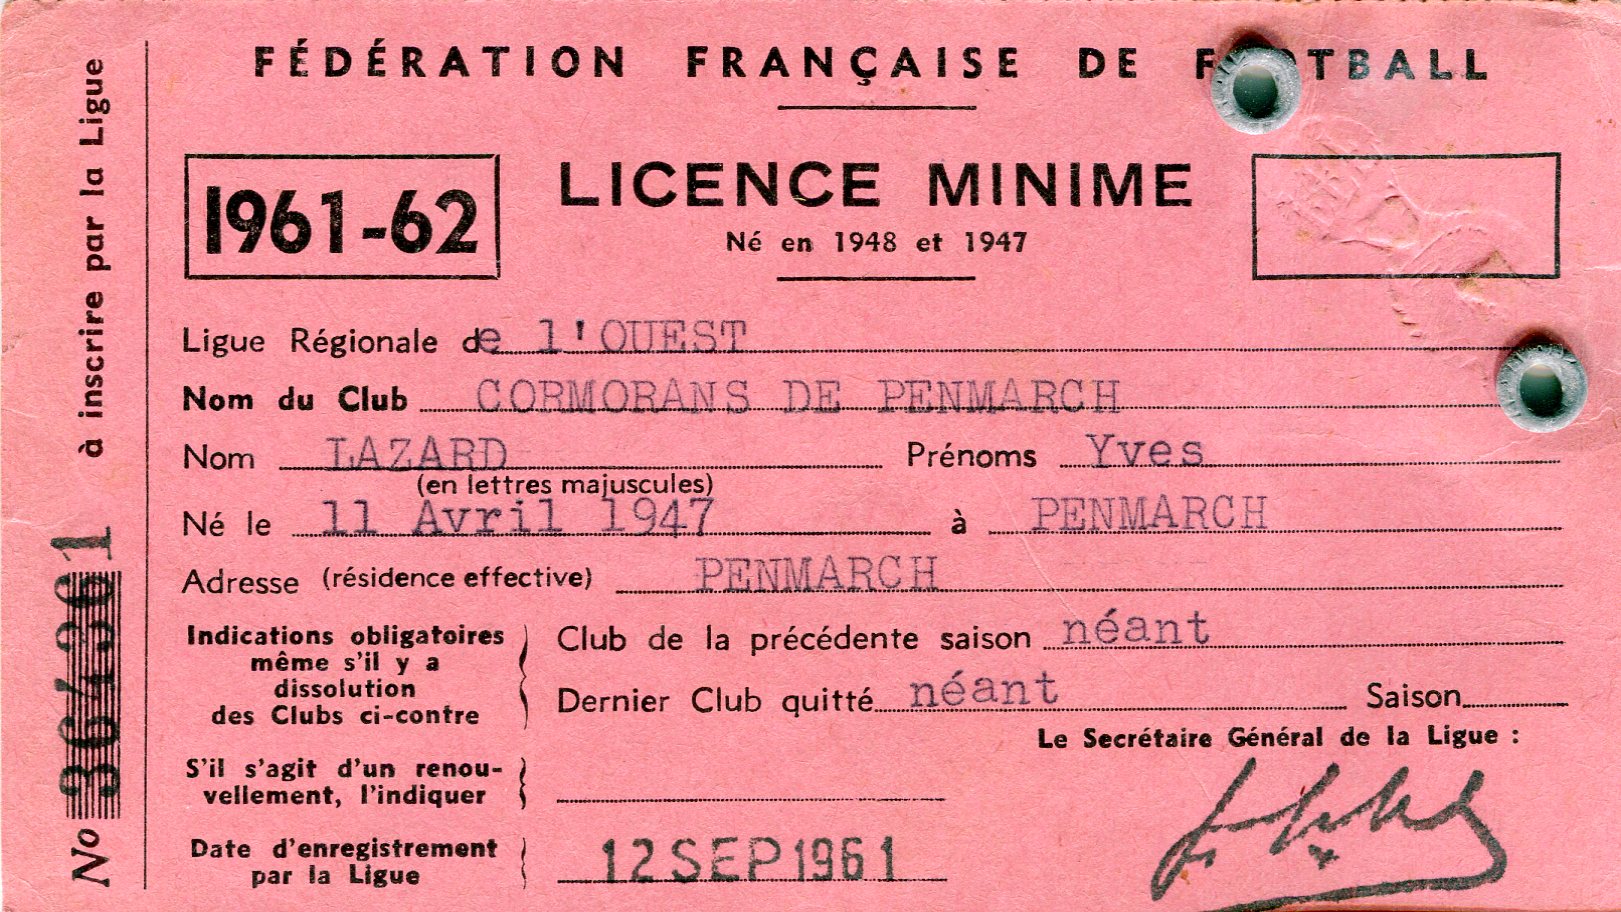 FÉDÉRATION FRANÇAISE DE FOOTBALL
1961-62
LICENCE MINIME
Né en 1948 et 1947
Ligue Régionale de l'OUEST
Nom du Club CORMORANS DE PENMARCH
Nom LAZARD Prénoms Yves
(en lettres majuscules)
Né le 11 Avril 1947 à PENMARCH
Adresse (résidence effective) PENMARCH
Indications obligatoires
même s'il y a
dissolution
des Clubs ci-contre
Club de la précédente saison néant
Dernier Club quitté néant Saison
Le Secrétaire Général de la Ligue :
S'il s'agit d'un renou-
vellement, l'indiquer
Date d'enregistrement
par la Ligue
12 SEP 1961
No
à inscrire par la Ligue